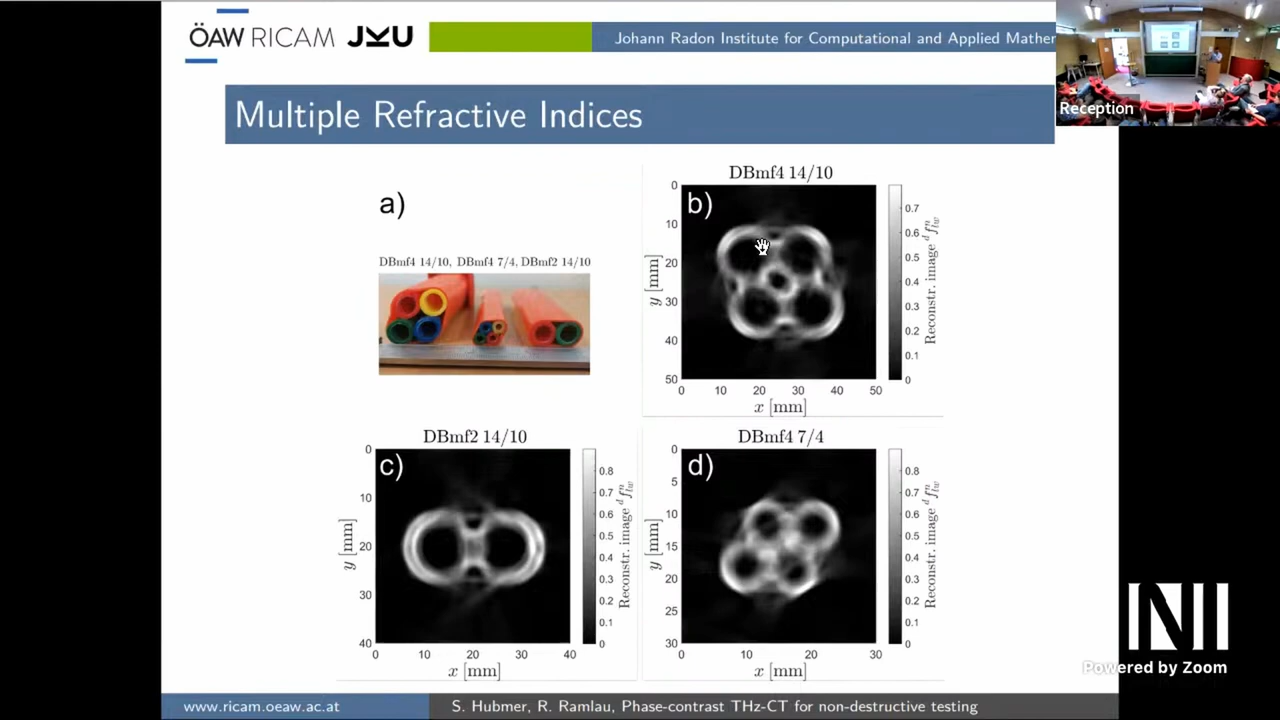 ÖAW RICAM JKU
Johann Radon Institute for Computational and Applied Mather
Reception
Multiple Refractive Indices
a)
DBmf4 14/10, DBmf4 7/4, DBmf2 14/10
DBmf4 14/10
b)
0
10
20
30
40
50
y [mm]
0 10 20 30 40 50
x [mm]
0.7
0.6
0.5
0.4
0.3
0.2
0.1
0
Reconstr. image
DBmf2 14/10
c)
0
10
20
30
40
y [mm]
0 10 20 30 40
x [mm]
0.8
0.7
0.6
0.5
0.4
0.3
0.2
0.1
0
Reconstr. image
DBmf4 7/4
d)
0
5
10
15
20
25
30
y [mm]
0 10 20 30
x [mm]
0.8
0.7
0.6
0.5
0.4
0.3
0.2
0.1
0
Reconstr. image
NI
Powered by Zoom
www.ricam.oeaw.ac.at
S. Hubmer, R. Ramlau, Phase-contrast THz-CT for non-destructive testing